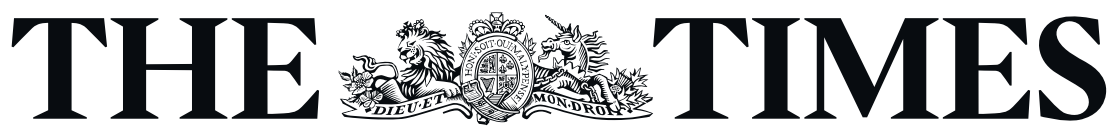 THE TIMES
HONI·SOIT·QUI·MAL·Y·PENSE
DIEU·ET MON·DROIT